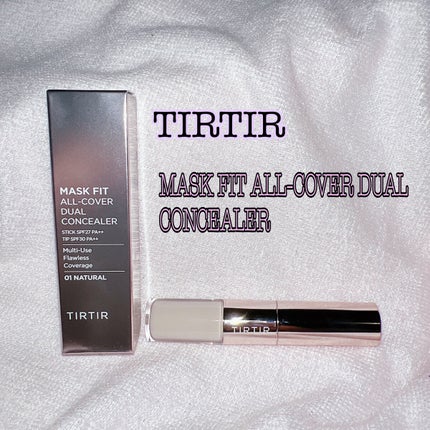 TIRTIR
MASK FIT ALL-COVER DUAL
CONCEALER
MASK FIT
ALL-COVER
DUAL
CONCEALER
STICK SPF27 PA++
TIP SPF30 PA++
Multi-Use
Flawless
Coverage
01 NATURAL
TIRTIR
TIRTIR